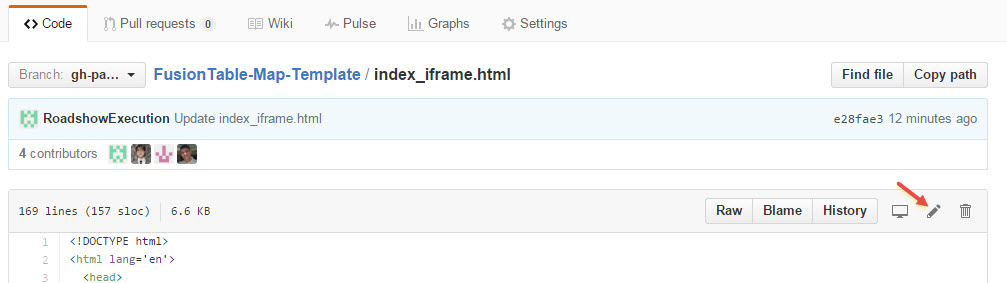 Code Pull requests 0 Wiki Pulse Graphs Settings
Branch: gh-pa... FusionTable-Map-Template / index_iframe.html Find file Copy path
RoadshowExecution Update index_iframe.html e28fae3 12 minutes ago
4 contributors
169 lines (157 sloc) 6.6 KB Raw Blame History
1 <!DOCTYPE html>
2 <html lang='en'>
3 <head>